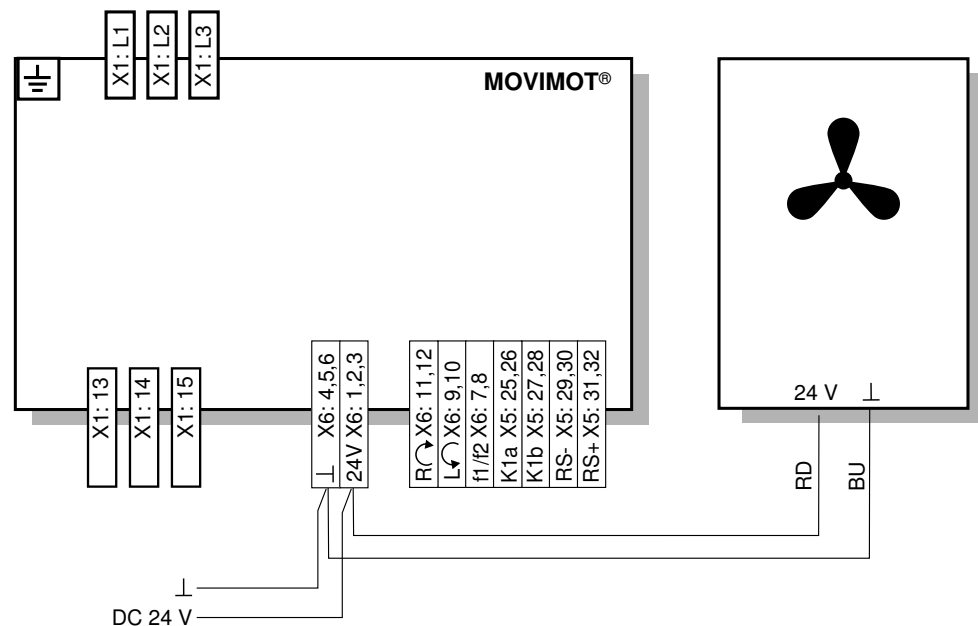 X1: L1
X1: L2
X1: L3
MOVIMOT®
X1: 13
X1: 14
X1: 15
⊥ X6: 4,5,6
24V X6: 1,2,3
R X6: 11,12
L X6: 9,10
f1/f2 X6: 7,8
K1a X5: 25,26
K1b X5: 27,28
RS- X5: 29,30
RS+ X5: 31,32
24 V ⊥
RD
BU
⊥
DC 24 V